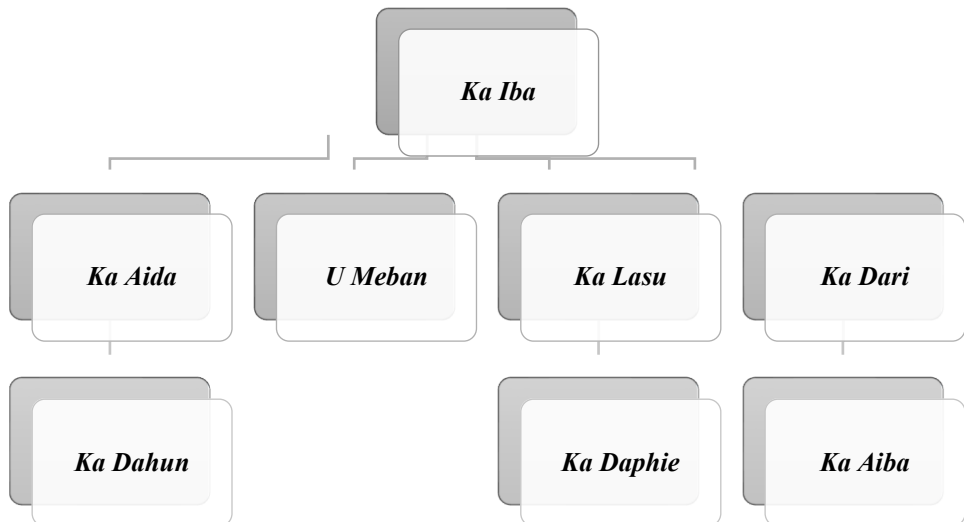 Ka Iba
Ka Aida
U Meban
Ka Lasu
Ka Dari
Ka Dahun
Ka Daphie
Ka Aiba